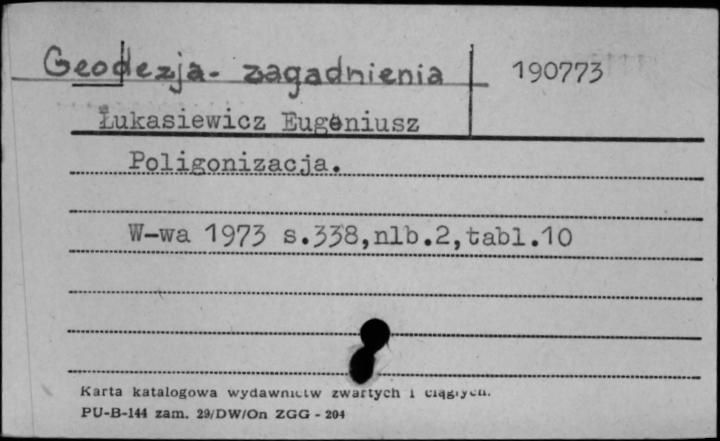 Geodezja- zagadnienia 190773
Łukasiewicz Eugeniusz
Poligonizacja.
W-wa 1973 s.338,nlb.2,tabl.10
Karta katalogowa wydawnictw zwartych i ciągłych.
PU-B-144 zam. 29/DW/On ZGG - 204